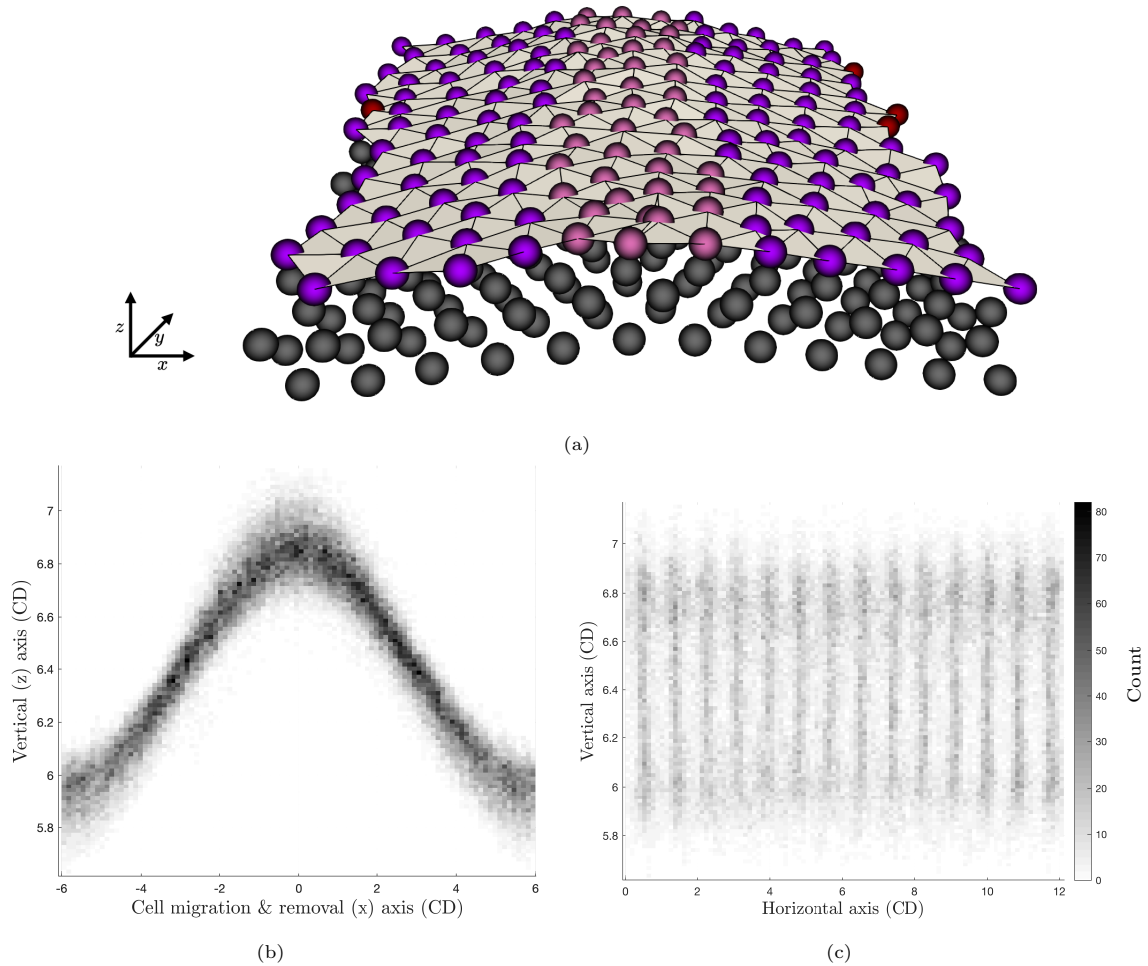 z
y
x
(a)
Vertical (z) axis (CD)
7
6.8
6.6
6.4
6.2
6
5.8
-6 -4 -2 0 2 4 6
Cell migration & removal (x) axis (CD)
(b)
Vertical axis (CD)
7
6.8
6.6
6.4
6.2
6
5.8
0 2 4 6 8 10 12
Horizontal axis (CD)
80
70
60
50
40
30
20
10
0
Count
(c)